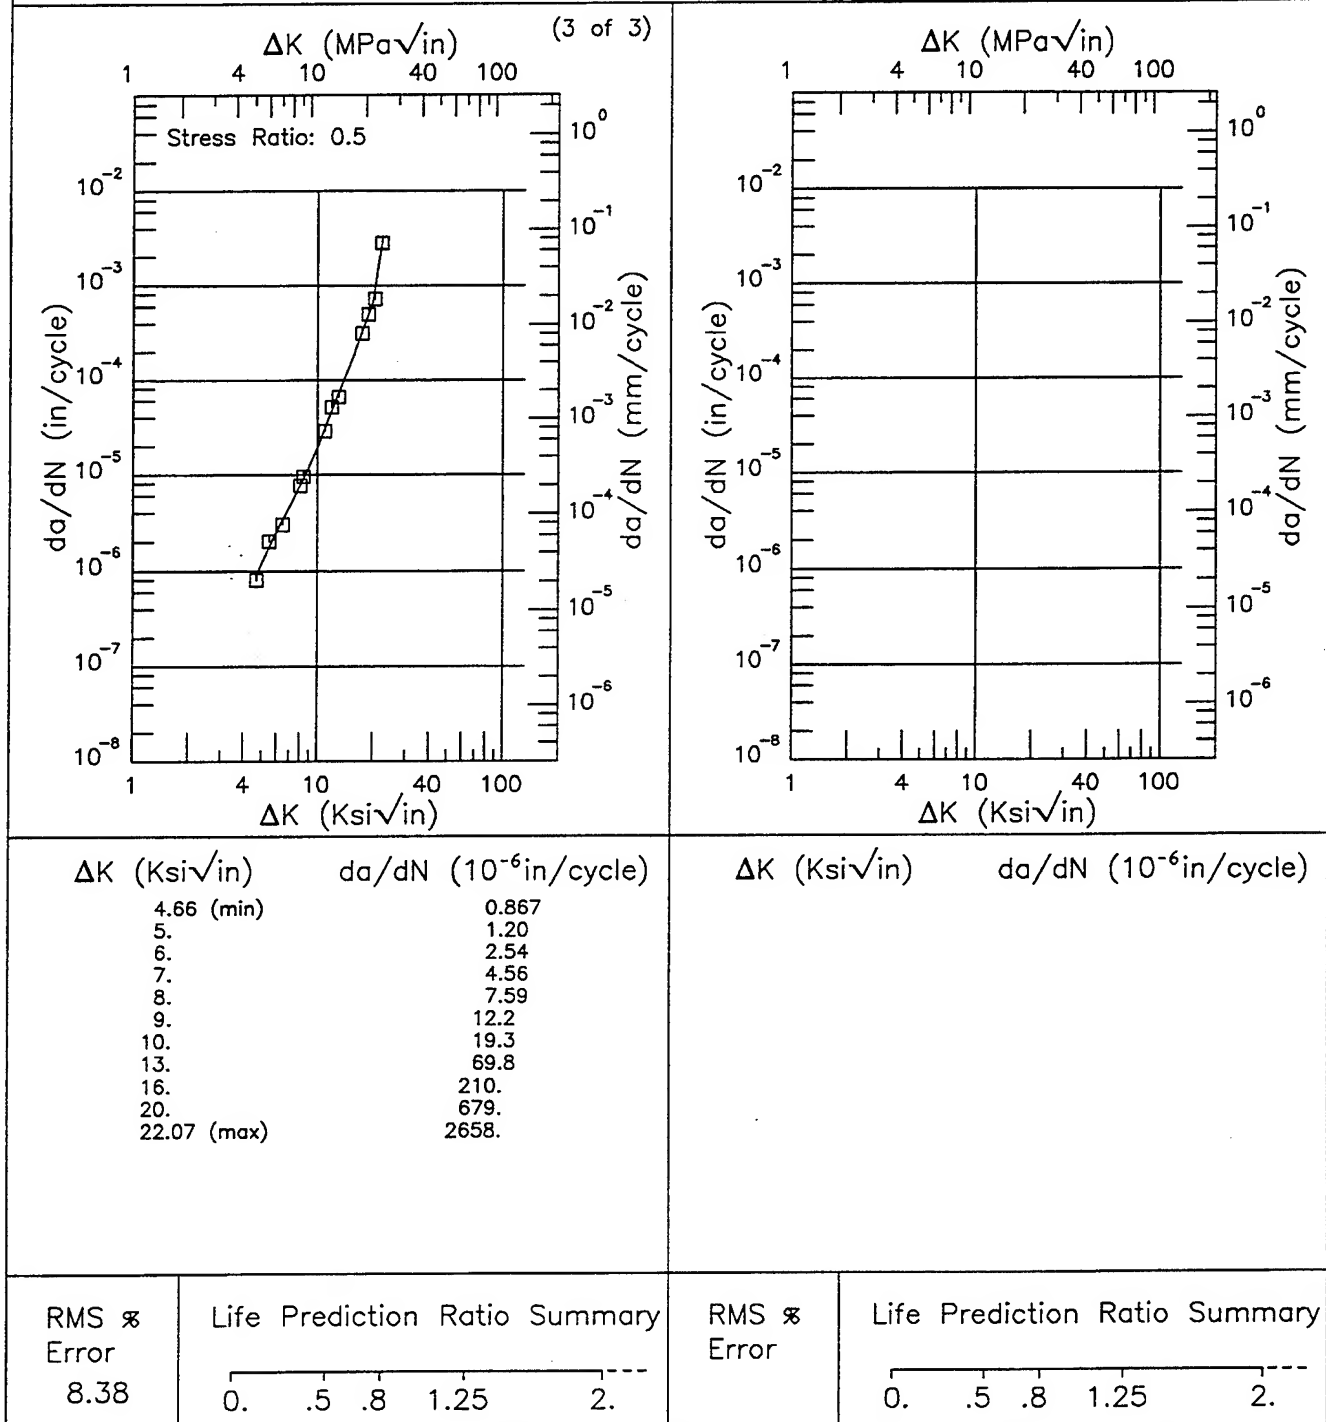 (3 of 3)
ΔK (MPa√in)
1 4 10 40 100
Stress Ratio: 0.5
10⁻²
10⁻³
10⁻⁴
10⁻⁵
10⁻⁶
10⁻⁷
10⁻⁸
da/dN (in/cycle)
10⁰
10⁻¹
10⁻²
10⁻³
10⁻⁴
10⁻⁵
10⁻⁶
da/dN (mm/cycle)
1 4 10 40 100
ΔK (Ksi√in)
ΔK (MPa√in)
1 4 10 40 100
10⁻²
10⁻³
10⁻⁴
10⁻⁵
10⁻⁶
10⁻⁷
10⁻⁸
da/dN (in/cycle)
10⁰
10⁻¹
10⁻²
10⁻³
10⁻⁴
10⁻⁵
10⁻⁶
da/dN (mm/cycle)
1 4 10 40 100
ΔK (Ksi√in)
ΔK (Ksi√in) da/dN (10⁻⁶in/cycle)
4.66 (min) 0.867
5. 1.20
6. 2.54
7. 4.56
8. 7.59
9. 12.2
10. 19.3
13. 69.8
16. 210.
20. 679.
22.07 (max) 2658.
ΔK (Ksi√in) da/dN (10⁻⁶in/cycle)
RMS %
Error
8.38
Life Prediction Ratio Summary
0. .5 .8 1.25 2.
RMS %
Error
Life Prediction Ratio Summary
0. .5 .8 1.25 2.